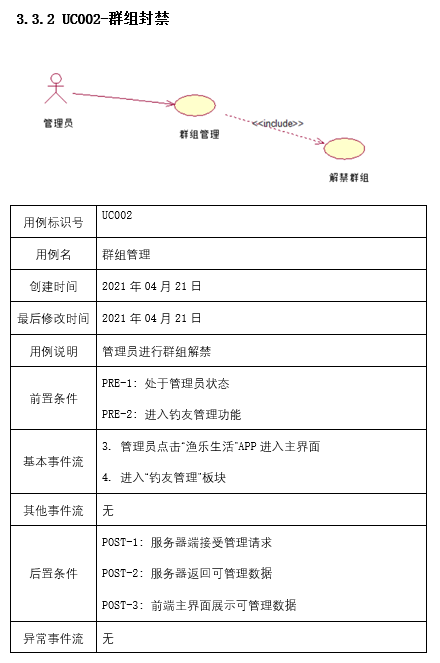 3.3.2 UC002-群组封禁
管理员
群组管理
<<include>>
解禁群组
用例标识号 UC002
用例名 群组管理
创建时间 2021 年 04 月 21 日
最后修改时间 2021 年 04 月 21 日
用例说明 管理员进行群组解禁
前置条件 PRE-1: 处于管理员状态
PRE-2: 进入钓友管理功能
基本事件流 3. 管理员点击“渔乐生活”APP 进入主界面
4. 进入“钓友管理”板块
其他事件流 无
后置条件 POST-1: 服务器端接受管理请求
POST-2: 服务器返回可管理数据
POST-3: 前端主界面展示可管理数据
异常事件流 无